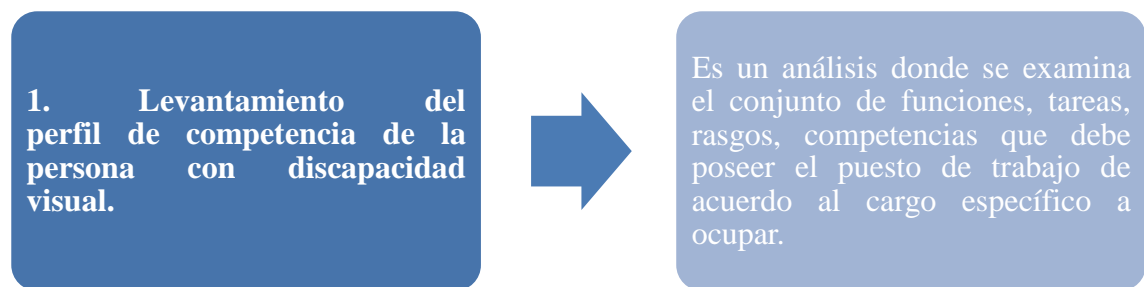 1. Levantamiento del
perfil de competencia de la
persona con discapacidad
visual.
Es un análisis donde se examina
el conjunto de funciones, tareas,
rasgos, competencias que debe
poseer el puesto de trabajo de
acuerdo al cargo específico a
ocupar.